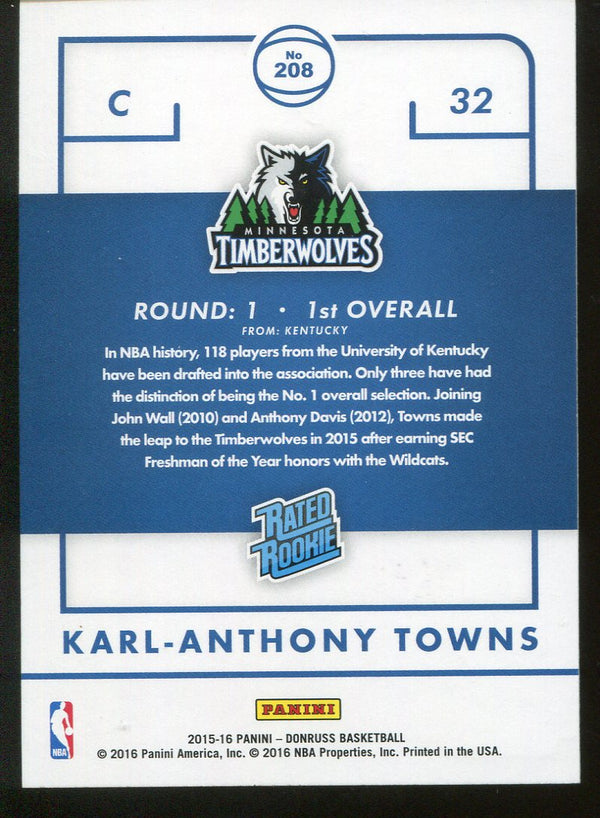 No
208
C
32
MINNESOTA
TIMBERWOLVES
ROUND: 1 • 1st OVERALL
FROM: KENTUCKY
In NBA history, 118 players from the University of Kentucky
have been drafted into the association. Only three have had
the distinction of being the No. 1 overall selection. Joining
John Wall (2010) and Anthony Davis (2012), Towns made
the leap to the Timberwolves in 2015 after earning SEC
Freshman of the Year honors with the Wildcats.
RATED
ROOKIE
KARL-ANTHONY TOWNS
PANINI
NBA
2015-16 PANINI – DONRUSS BASKETBALL
© 2016 Panini America, Inc. © 2016 NBA Properties, Inc. Printed in the USA.